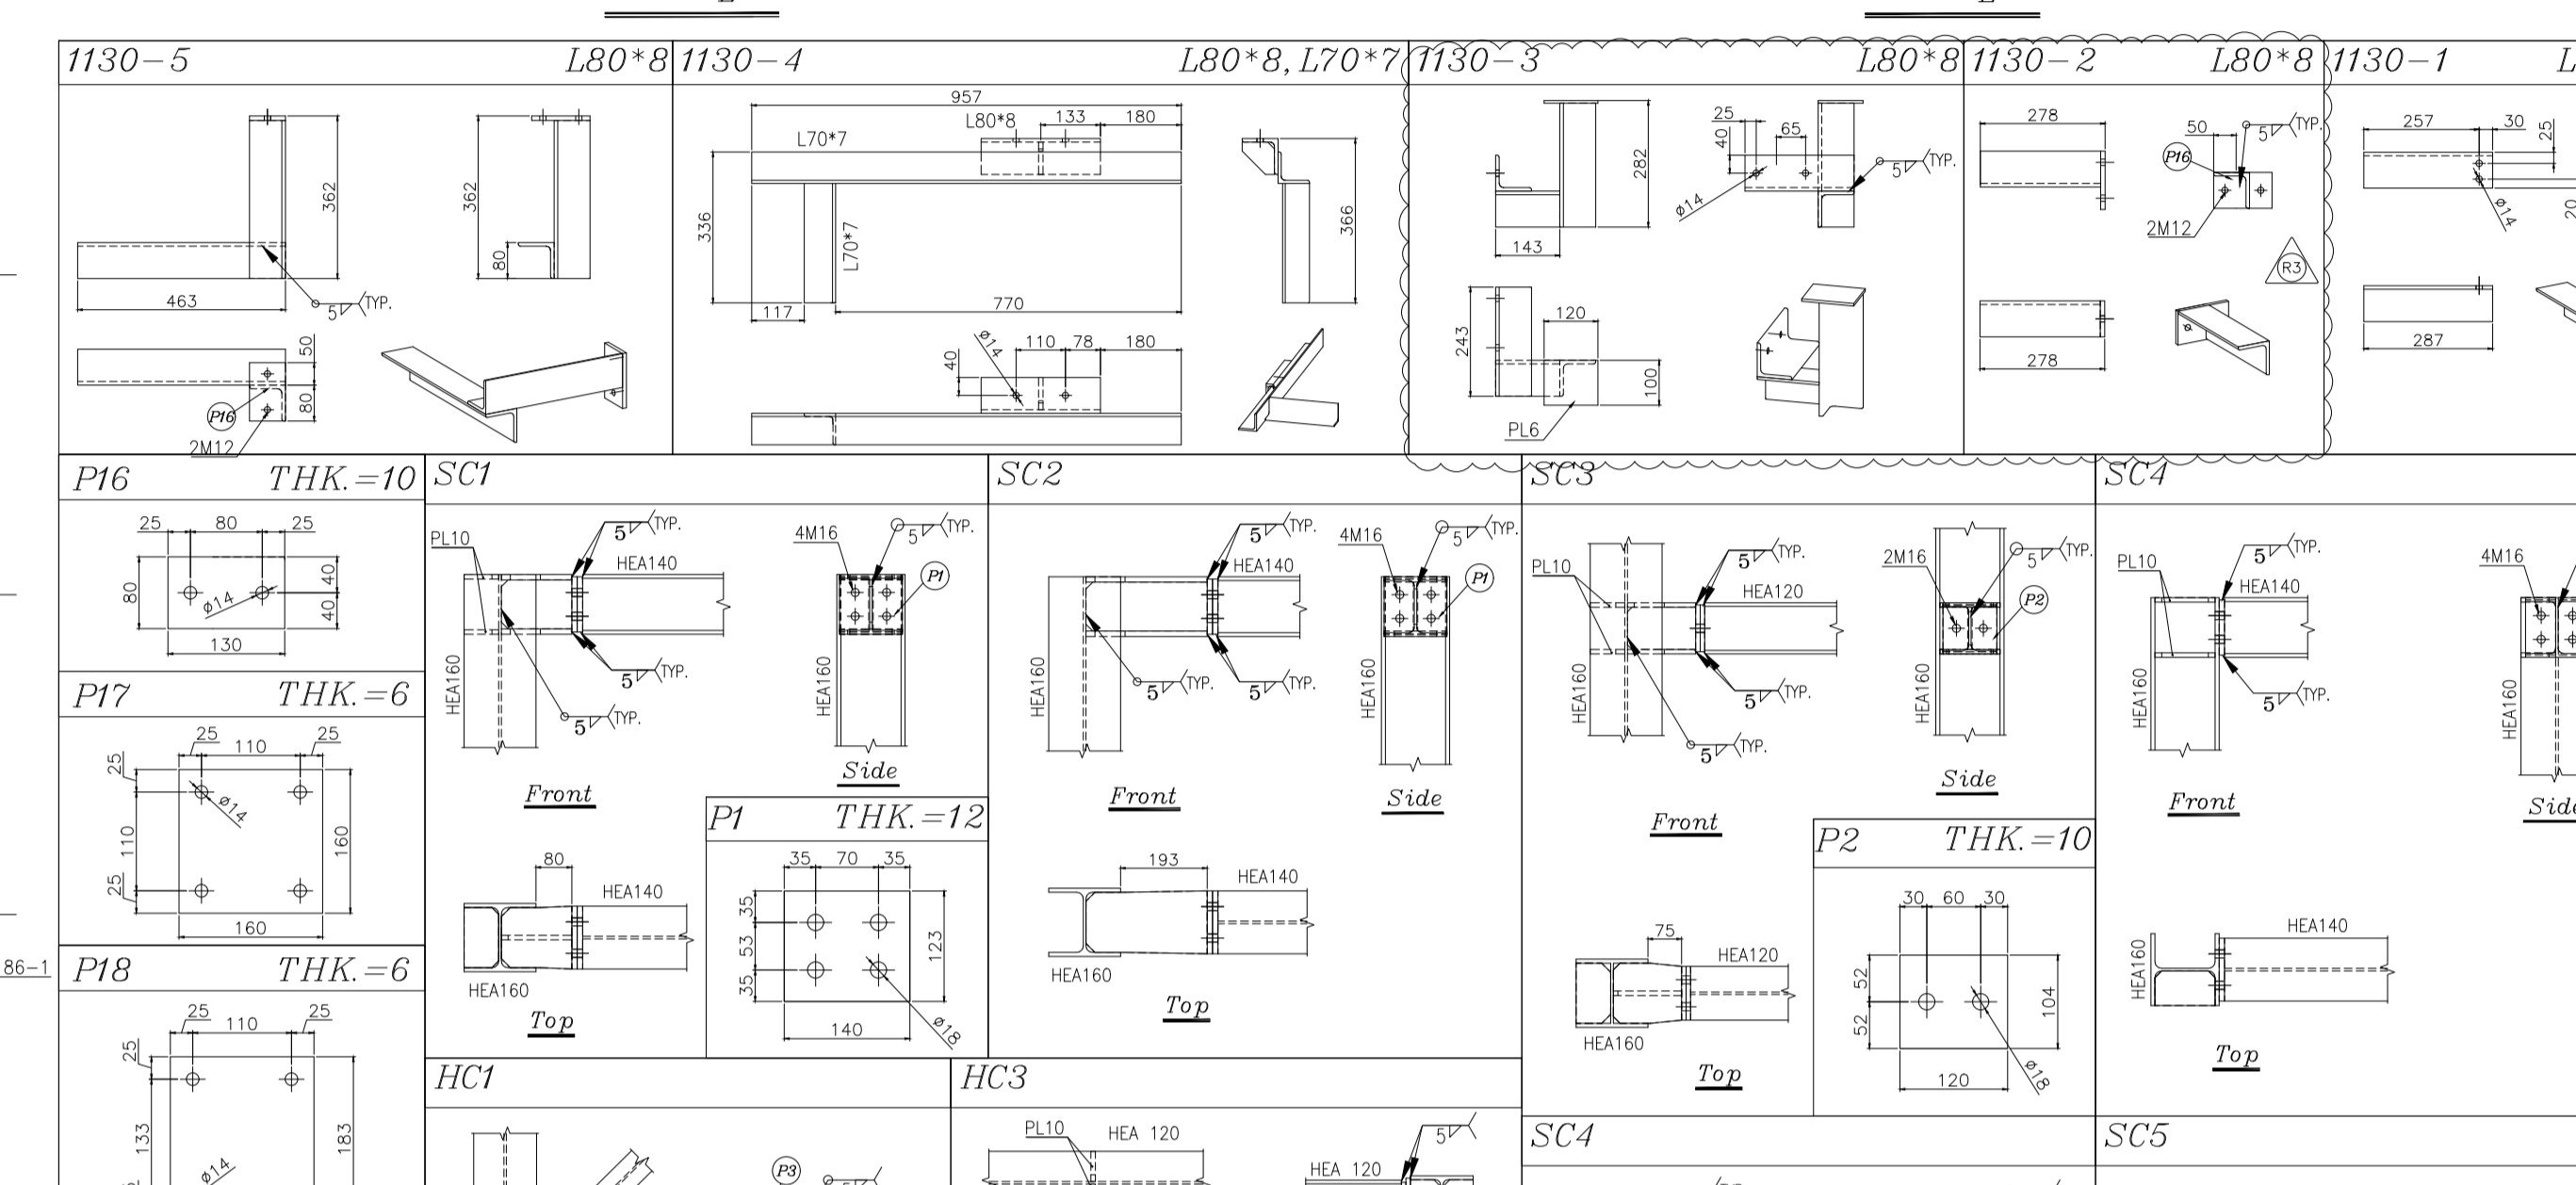 1130-5 L80*8
362
362
80
463
5 TYP.
50
80
P16
2M12
1130-4 L80*8, L70*7
957
L80*8 133 180
L70*7
336
L70*7
366
117 770
110 78 180
40
ø14
1130-3 L80*8
282
143
25
65
40
ø14
5 TYP.
243
120
100
PL6
1130-2 L80*8
278
50
5 TYP.
P16
2M12
R3
278
1130-1
257 30
25
ø14
20
287
P16 THK.=10
25 80 25
80
40
40
ø14
130
P17 THK.=6
25 110 25
25
110
25
ø14
160
160
86-1
P18 THK.=6
25 110 25
25
133
183
ø14
SC1
PL10
5 TYP.
HEA140
HEA160
5 TYP.
5 TYP.
Front
4M16
5 TYP.
P1
HEA160
Side
80
HEA140
HEA160
Top
P1 THK.=12
35 70 35
35
53
35
123
140
ø18
SC2
5 TYP.
HEA140
HEA160
5 TYP.
5 TYP.
Front
4M16
5 TYP.
P1
HEA160
Side
193
HEA140
HEA160
Top
SC3
PL10
5 TYP.
HEA120
HEA160
5 TYP.
5 TYP.
Front
2M16
5 TYP.
P2
HEA160
Side
75
HEA120
HEA160
Top
P2 THK.=10
30 60 30
52
52
104
120
ø18
SC4
PL10
5 TYP.
HEA140
HEA160
5 TYP.
Front
4M16
HEA160
Side
HEA140
HEA160
Top
HC1
P3
HC3
PL10
HEA 120
5
HEA 120
SC4
SC5